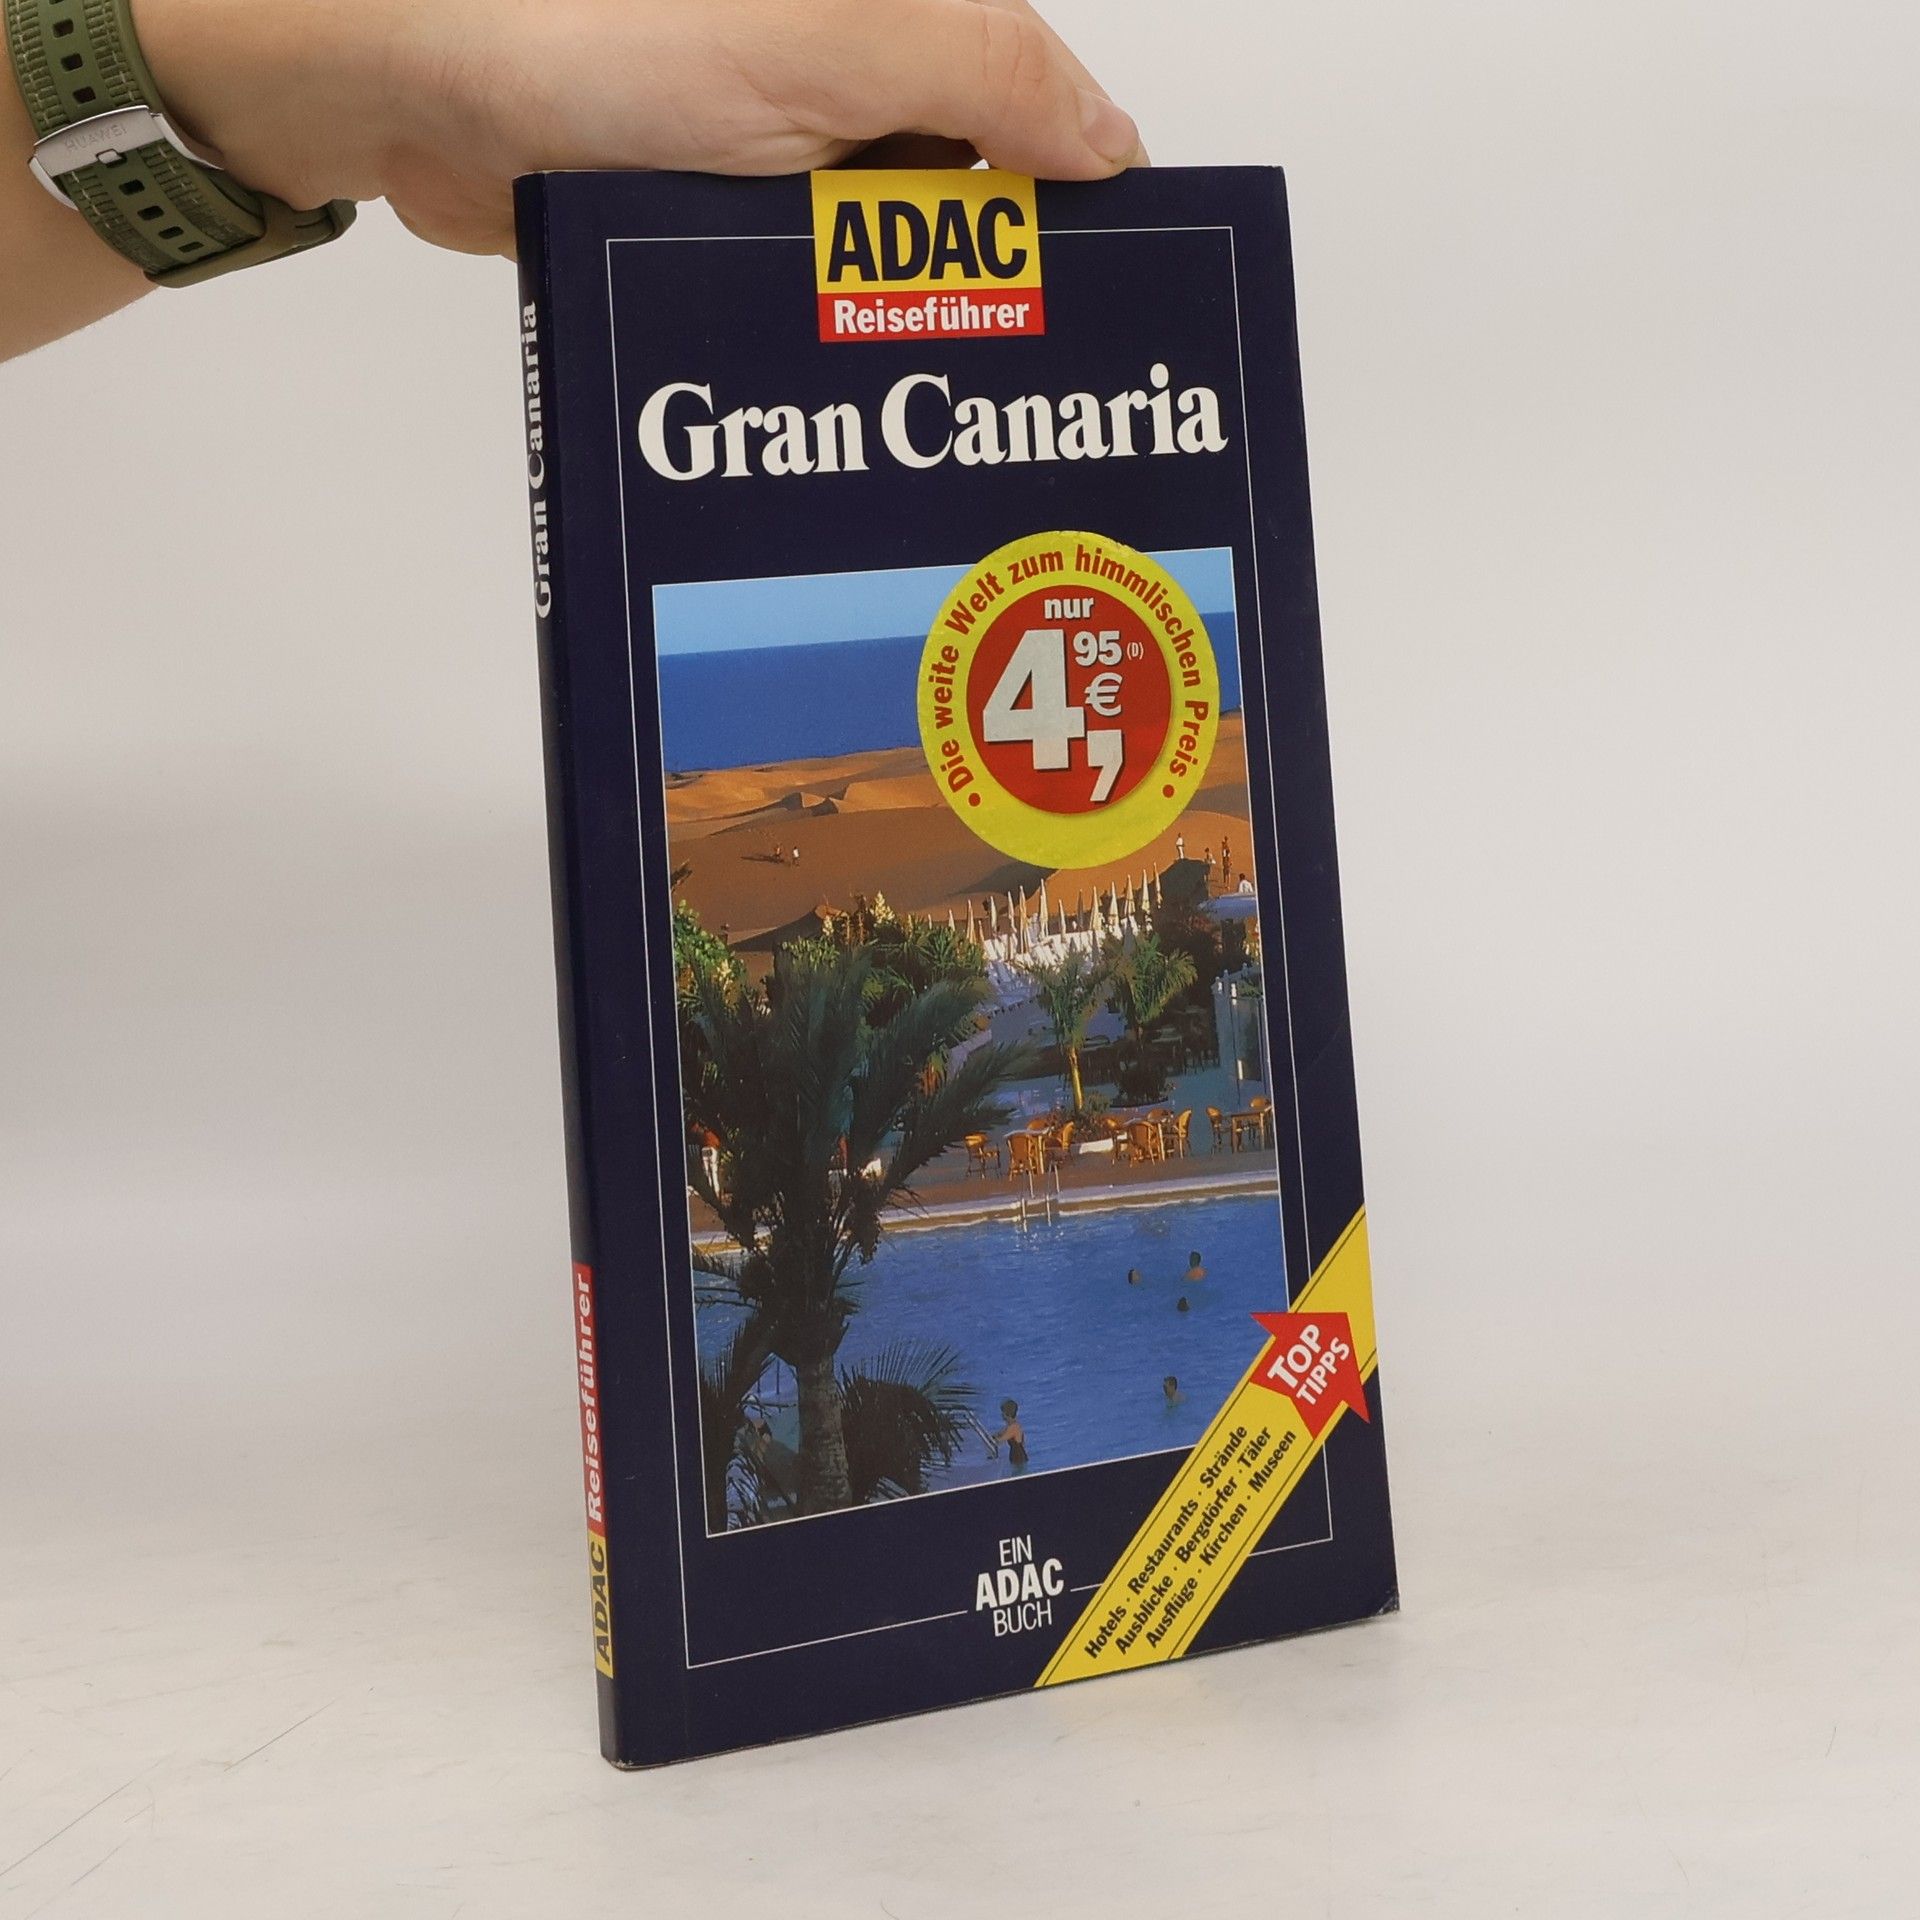 HUAWEI
ADAC
Reiseführer
Gran Canaria
• Die weite Welt zum himmlischen Preis •
nur
4,95 € (D)
TOP
TIPPS
Hotels · Restaurants · Strände
Ausblicke · Bergdörfer · Täler
Ausflüge · Kirchen · Museen
EIN
ADAC
BUCH
Gran Canaria
ADAC Reiseführer